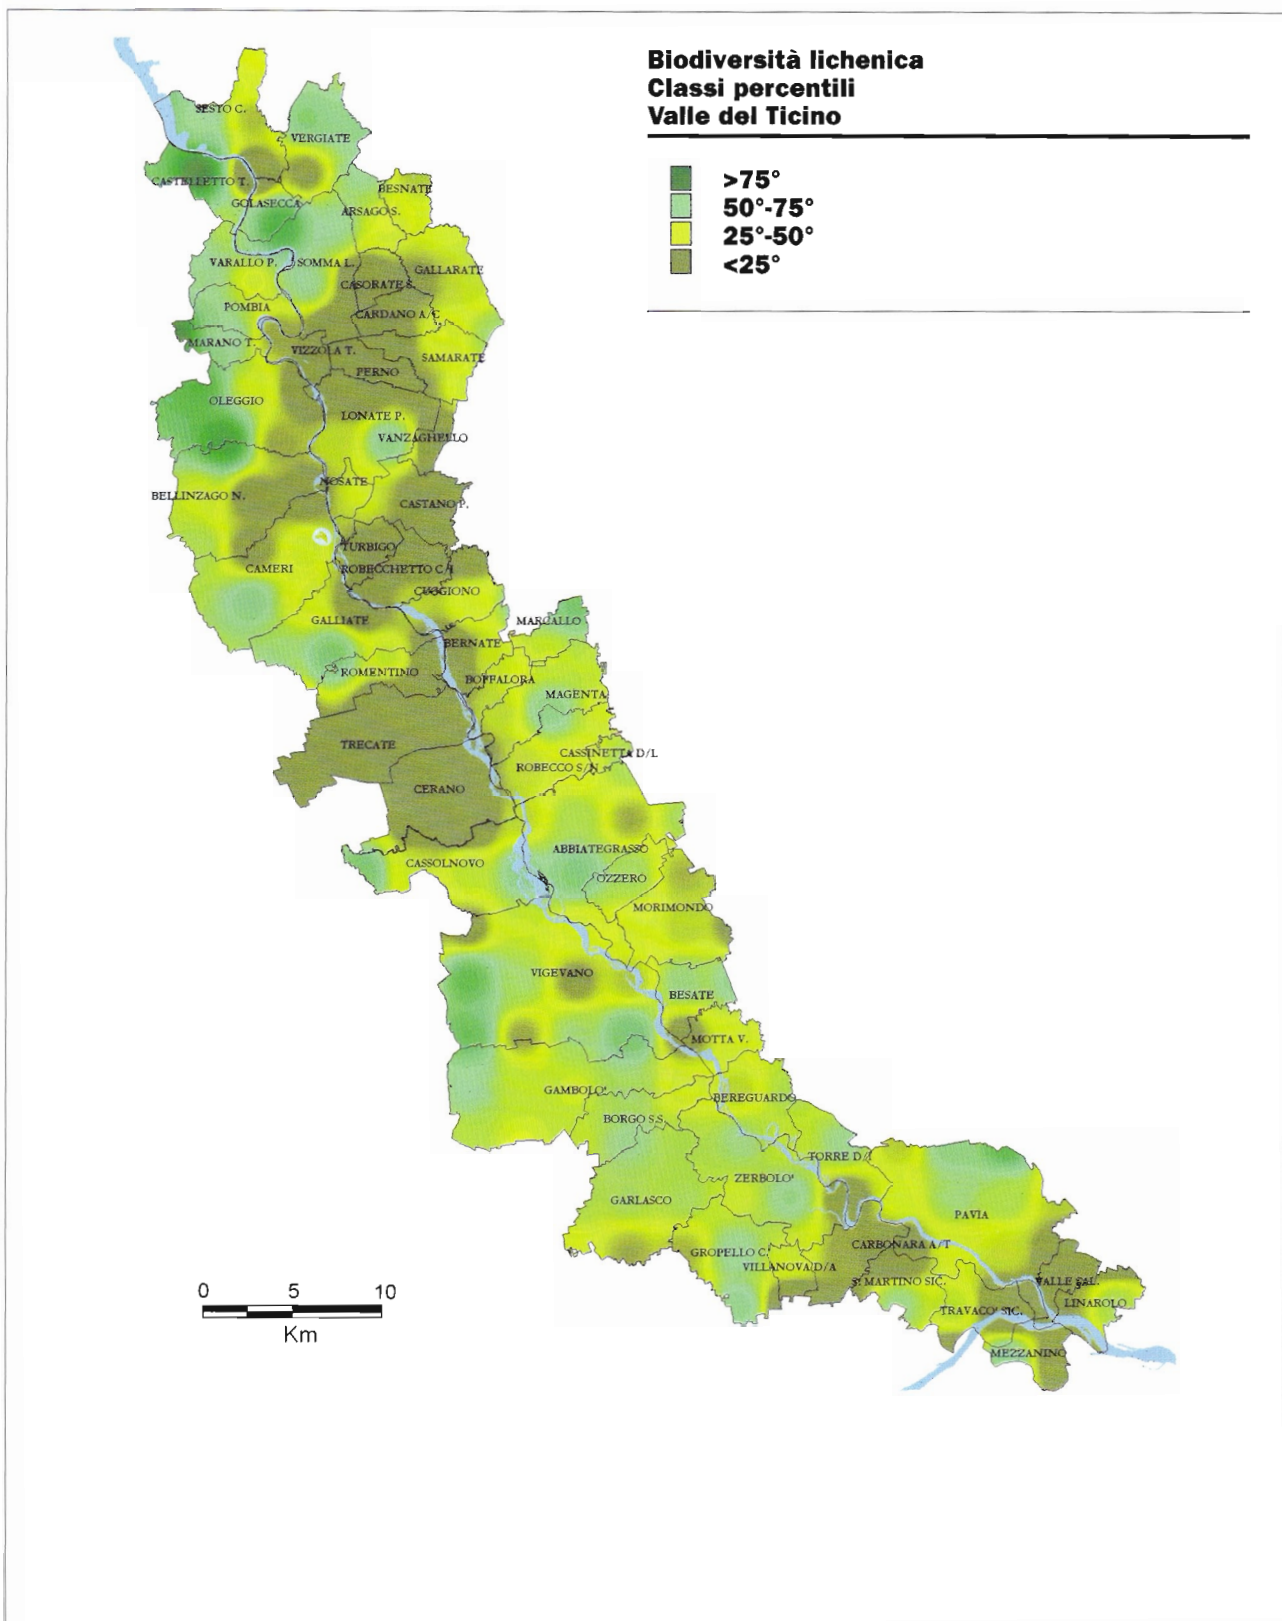 Biodiversità lichenica
Classi percentili
Valle del Ticino
>75°
50°-75°
25°-50°
<25°
SESTO C.
VERGIATE
CASTELLETTO T.
BESNATE
GOLASECCA
ARSAGO S.
VARALLO P.
SOMMA L.
GALLARATE
CASORATE S.
POMBIA
CARDANO A/C
MARANO T.
VIZZOLA T.
SAMARATE
FERNO
OLEGGIO
LONATE P.
VANZAGHELLO
NOSATE
BELLINZAGO N.
CASTANO P.
TURBIGO
CAMERI
ROBECCHETTO C/I
CUGGIONO
GALLIATE
MARCALLO
BERNATE
ROMENTINO
BOFFALORA
MAGENTA
TRECATE
CASSINETTA D/L
ROBECCO S/N
CERANO
ABBIATEGRASSO
CASSOLNOVO
OZZERO
MORIMONDO
VIGEVANO
BESATE
MOTTA V.
GAMBOLO'
BEREGUARDO
BORGO S.S.
TORRE D/I
ZERBOLO'
GARLASCO
PAVIA
CARBONARA A/T
GROPELLO C.
VILLANOVA D/A
S. MARTINO SIC.
VALLE SAL.
LINAROLO
TRAVACO' SIC.
MEZZANINO
0 5 10
Km